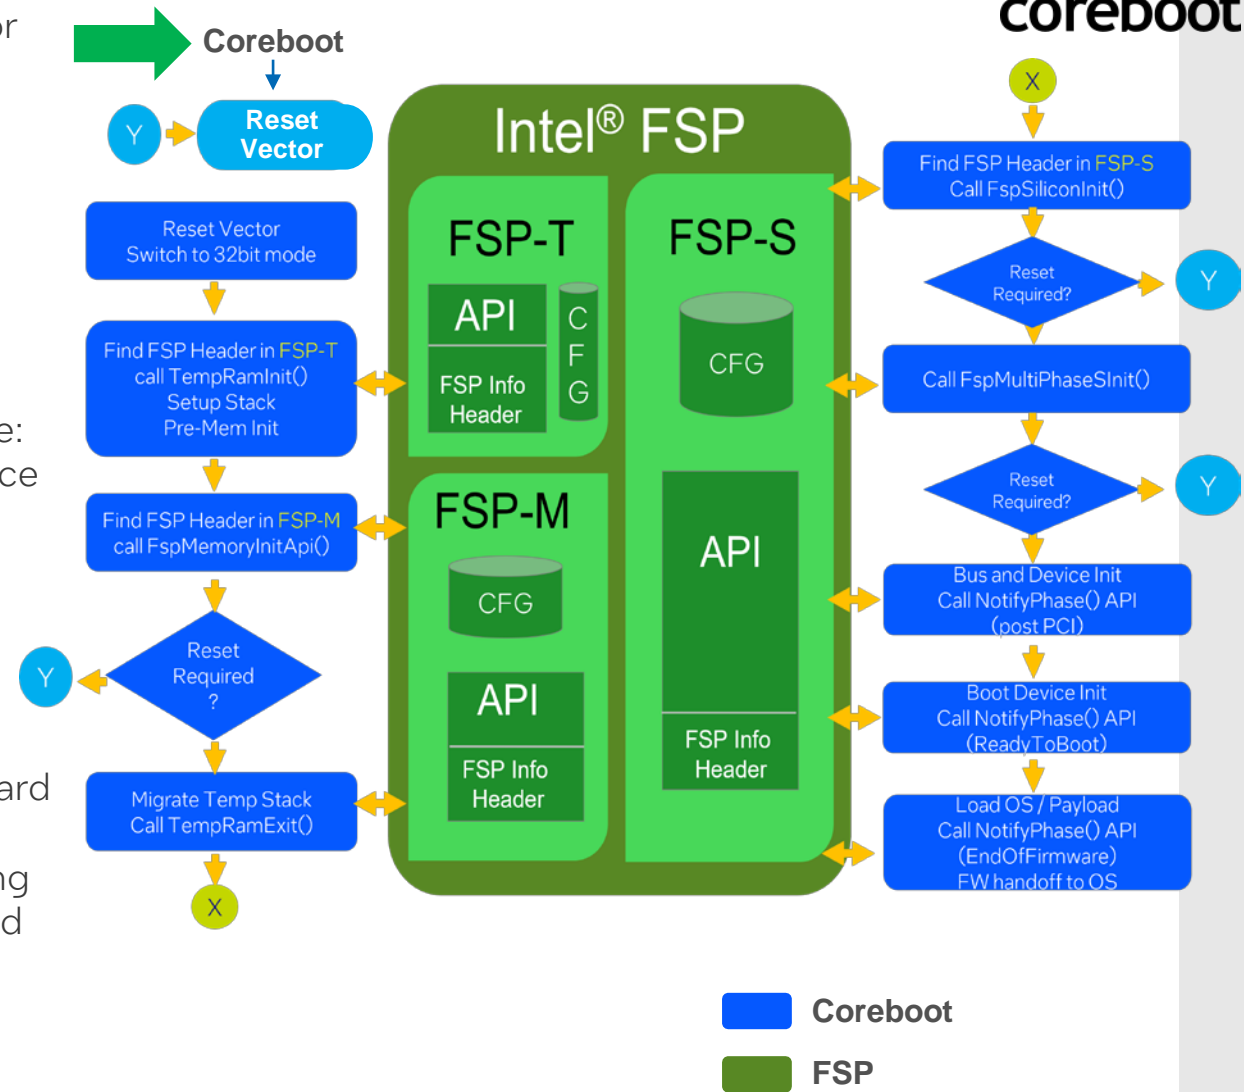 or
e:
ce
ard
ng
d
coreboot
Coreboot
Y
Reset
Vector
Reset Vector
Switch to 32bit mode
Find FSP Header in FSP-T
call TempRamInit()
Setup Stack
Pre-Mem Init
Find FSP Header in FSP-M
call FspMemoryInitApi()
Reset
Required
?
Y
Migrate Temp Stack
Call TempRamExit()
X
Intel® FSP
FSP-T
API
FSP Info
Header
C
F
G
FSP-M
CFG
API
FSP Info
Header
FSP-S
CFG
API
FSP Info
Header
X
Find FSP Header in FSP-S
Call FspSiliconInit()
Reset
Required?
Y
Call FspMultiPhaseSInit()
Reset
Required?
Y
Bus and Device Init
Call NotifyPhase() API
(post PCI)
Boot Device Init
Call NotifyPhase() API
(ReadyToBoot)
Load OS / Payload
Call NotifyPhase() API
(EndOfFirmware)
FW handoff to OS
Coreboot
FSP